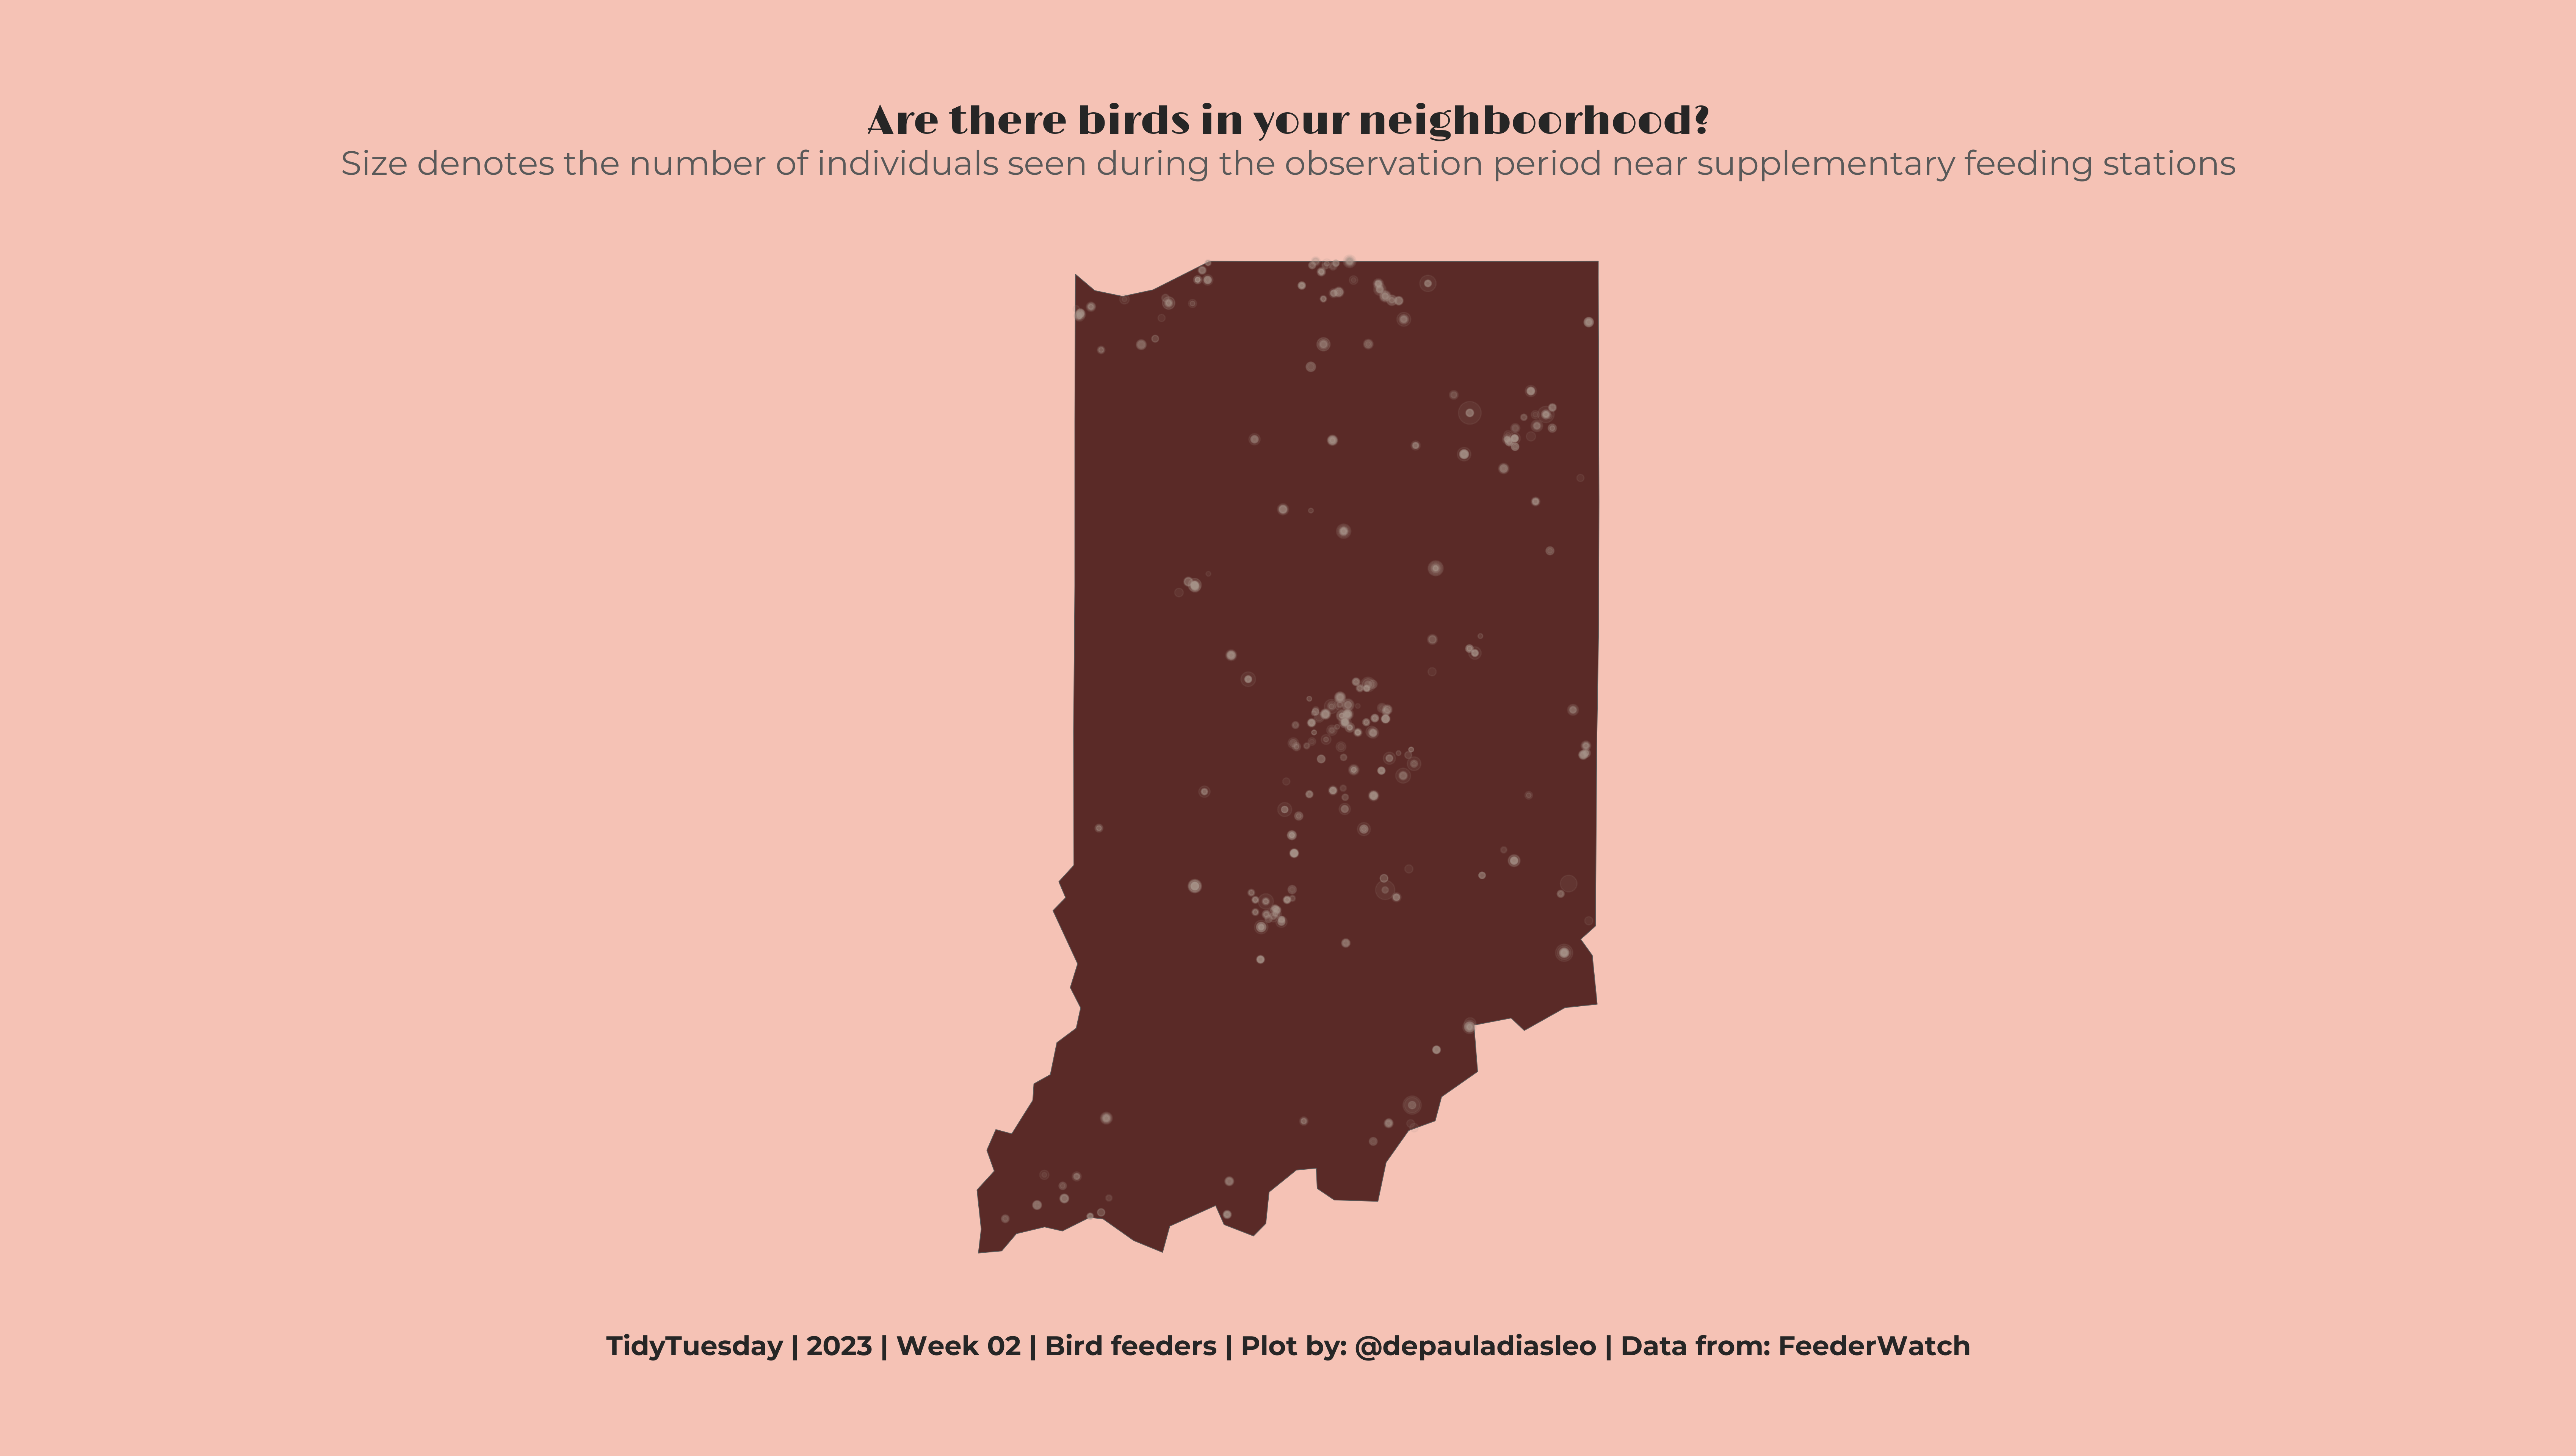 Are there birds in your neighboorhood?
Size denotes the number of individuals seen during the observation period near supplementary feeding stations
TidyTuesday | 2023 | Week 02 | Bird feeders | Plot by: @depauladiasleo | Data from: FeederWatch